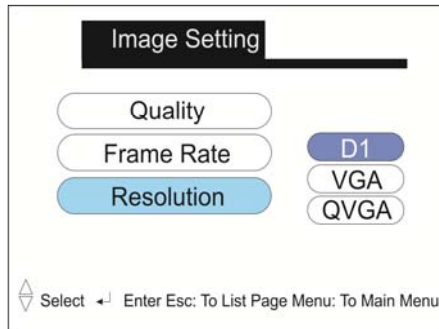 Image Setting
Quality
Frame Rate
Resolution
D1
VGA
QVGA
Select Enter Esc: To List Page Menu: To Main Menu